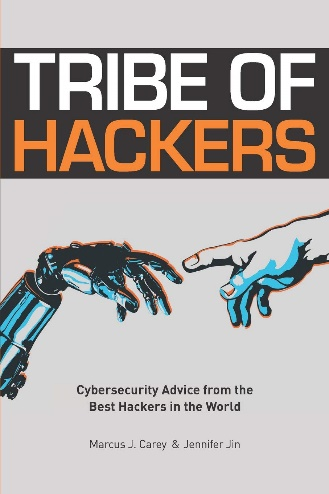 TRIBE OF
HACKERS
Cybersecurity Advice from the
Best Hackers in the World
Marcus J. Carey & Jennifer Jin